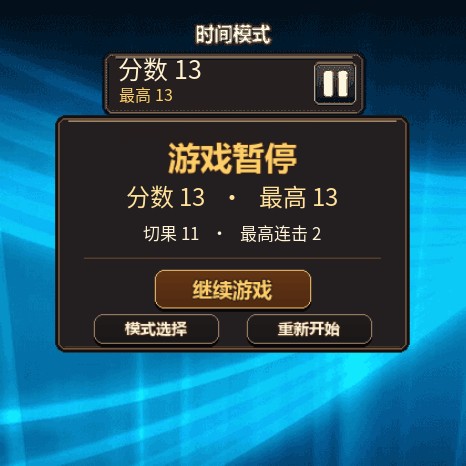 时间模式
分数 13
最高 13
游戏暂停
分数 13 · 最高 13
切果 11 · 最高连击 2
继续游戏
模式选择
重新开始